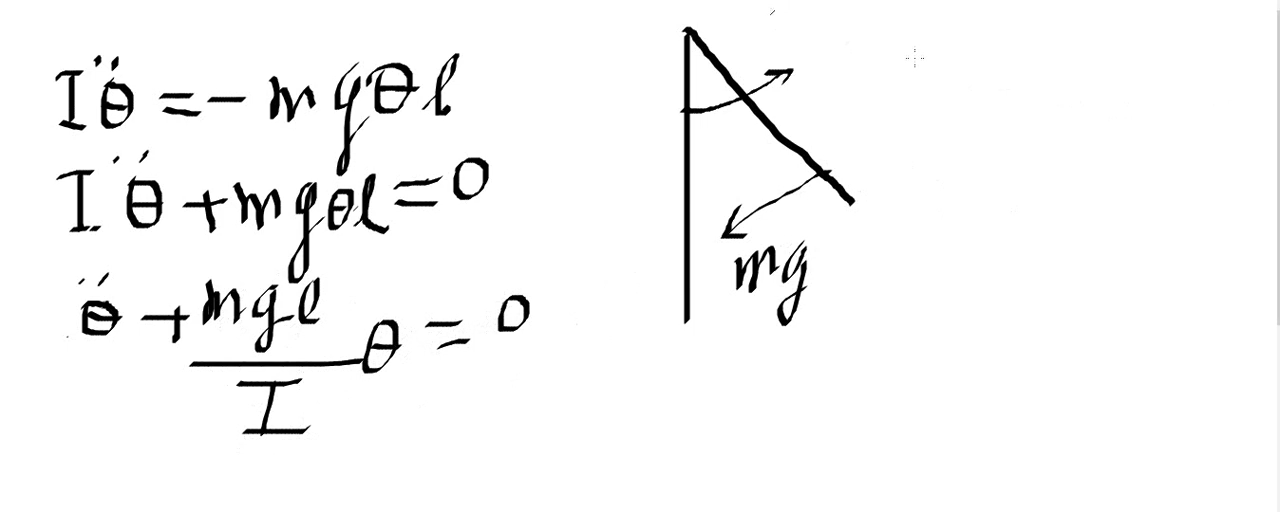 Iθ̈ = - mgθl
Iθ̈ + mgθl = 0
θ̈ + mgl/I θ = 0
mg